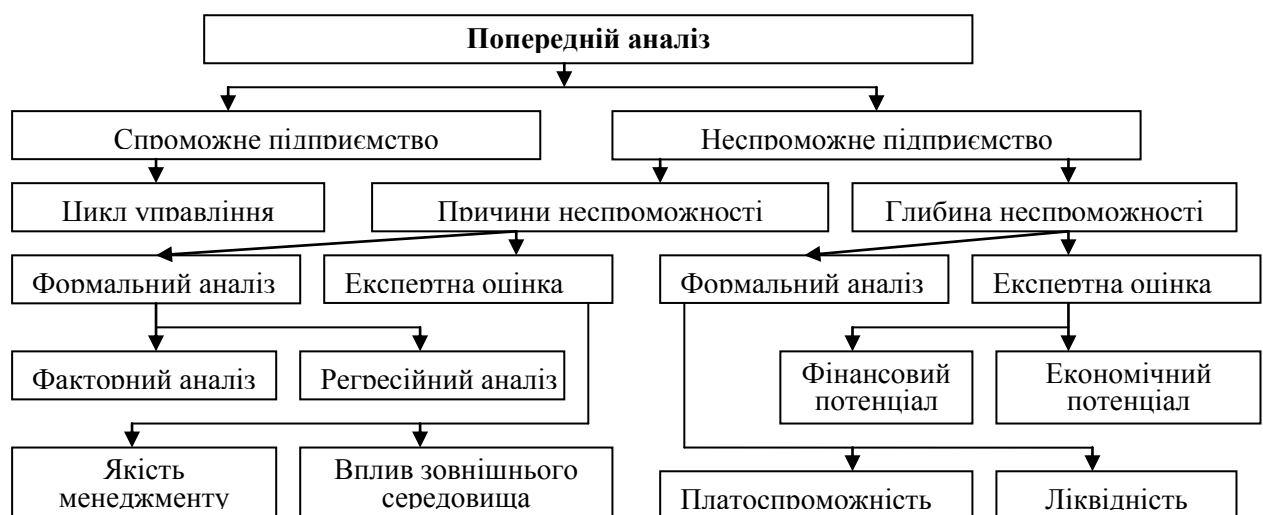 Попередній аналіз
Спроможне підприємство
Неспроможне підприємство
Цикл управління
Причини неспроможності
Глибина неспроможності
Формальний аналіз
Експертна оцінка
Формальний аналіз
Експертна оцінка
Факторний аналіз
Регресійний аналіз
Фінансовий
потенціал
Економічний
потенціал
Якість
менеджменту
Вплив зовнішнього
середовища
Платоспроможність
Ліквідність